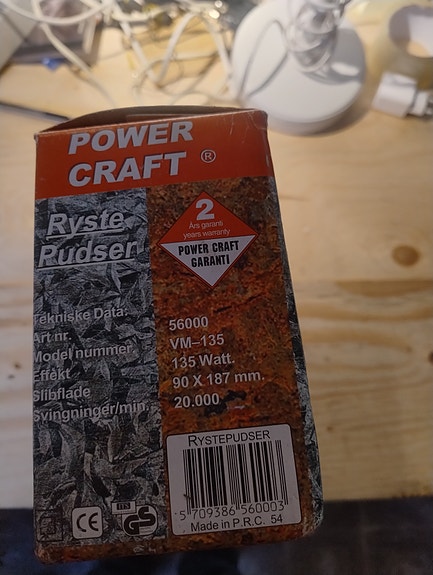 POWER
CRAFT ®
Ryste
Pudser
2
Års garanti
years warranty
POWER CRAFT
GARANTI
Tekniske Data:
Art nr. 56000
Model nummer VM–135
Effekt 135 Watt.
Slibflade 90 X 187 mm.
Svingninger/min. 20.000
RYSTEPUDSER
5 709386 560003
Made in P.R.C. 54
CE ITS GS